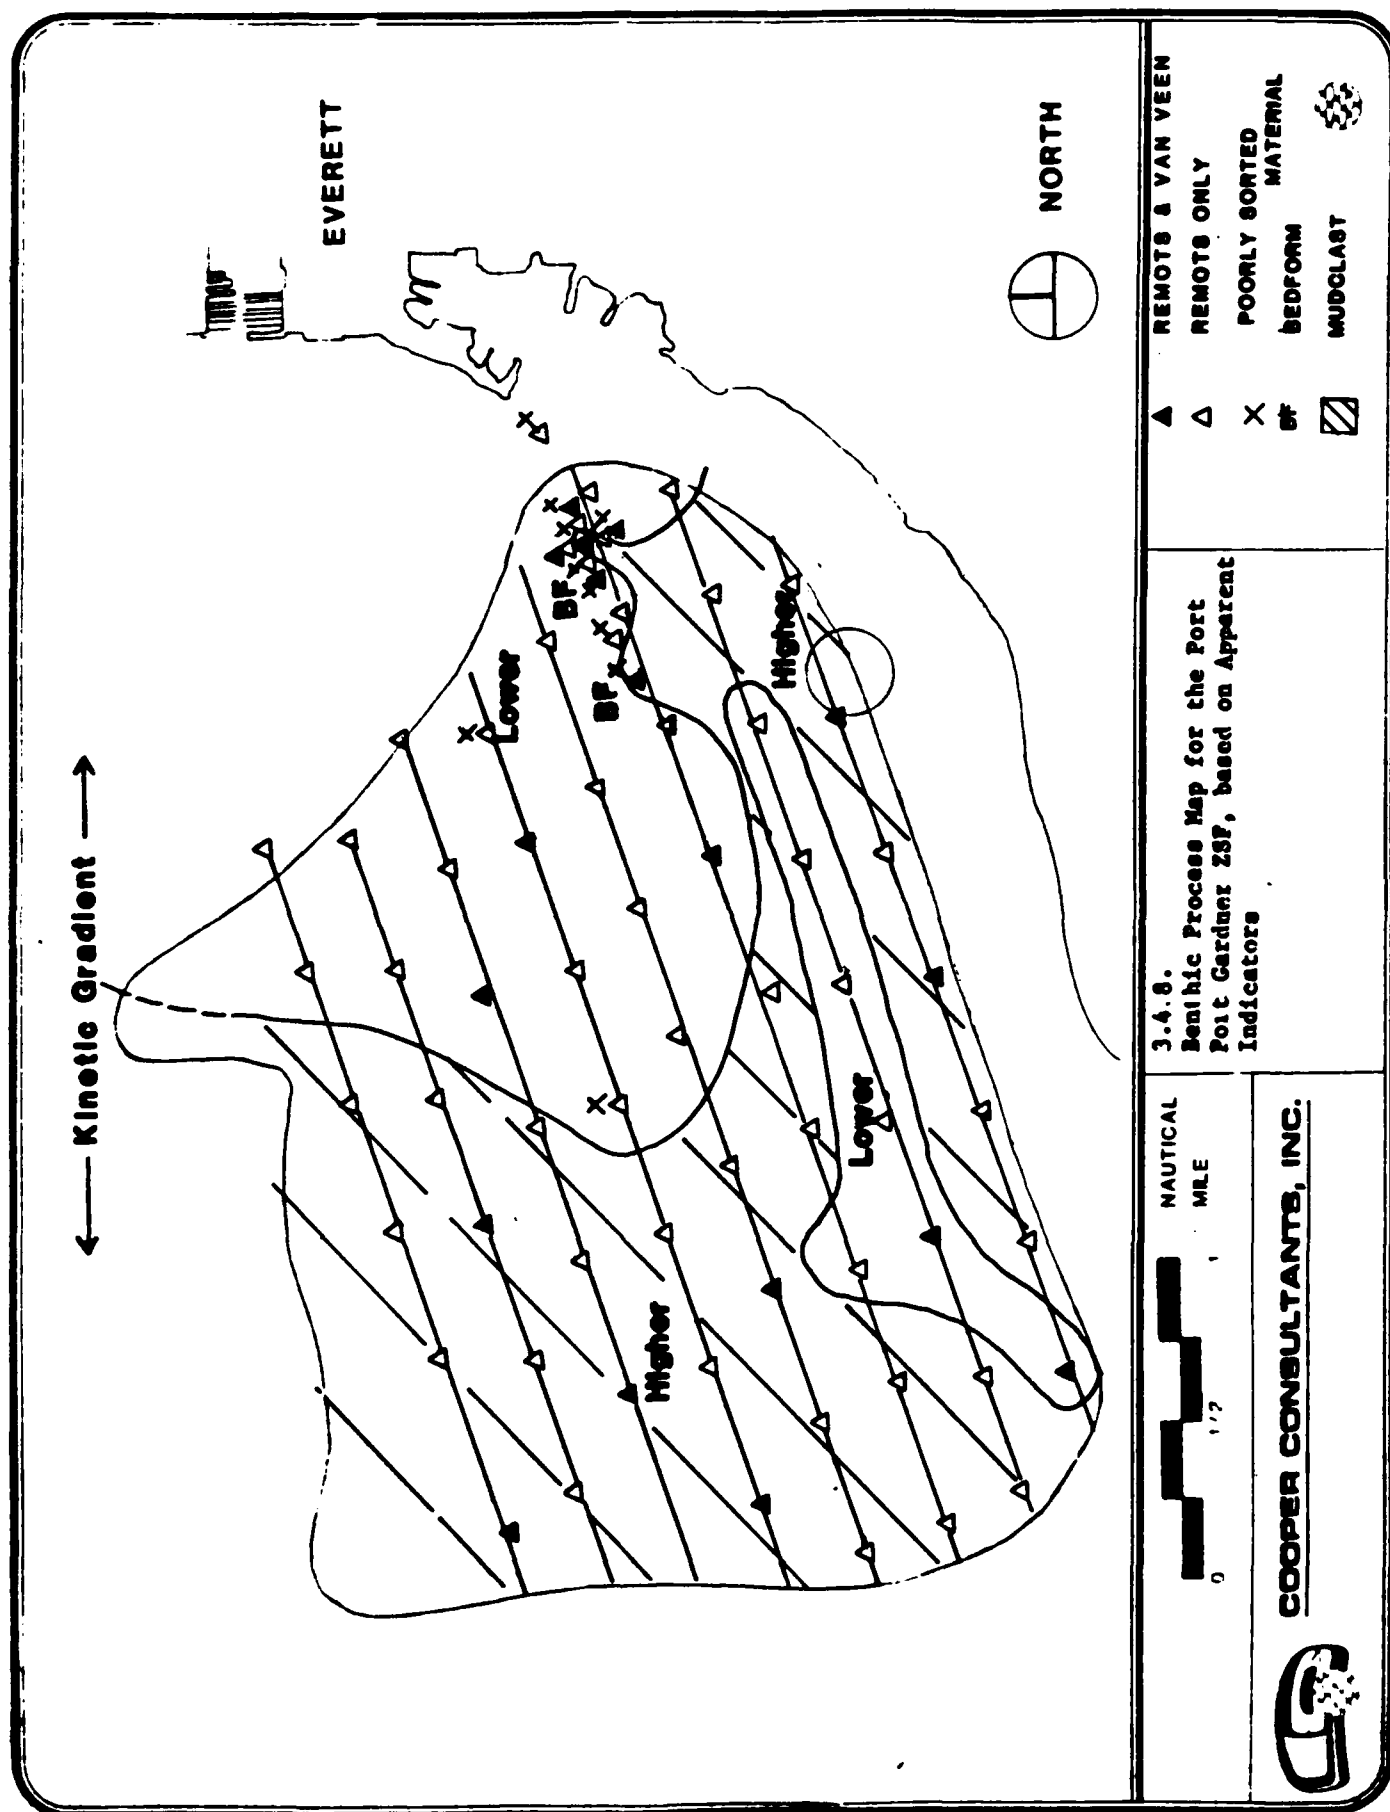 ← Kinetic Gradient →
EVERETT
Lower
BF
BF
Higher
Higher
Lower
NORTH
0 1/2 1
NAUTICAL
MILE
COOPER CONSULTANTS, INC.
3.4.8.
Benthic Process Map for the Port
Port Gardner ZSF, based on Apparent
Indicators
▲ REMOTS & VAN VEEN
△ REMOTS ONLY
X POORLY SORTED
MATERIAL
BF BEDFORM
MUDCLAST